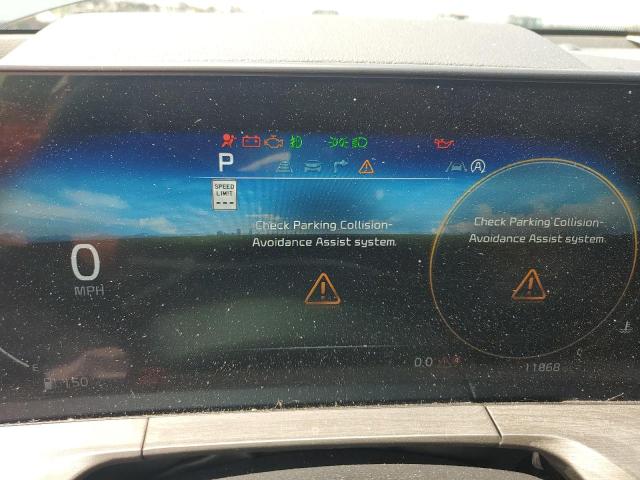 P
A
SPEED
LIMIT
---
Check Parking Collision-
Avoidance Assist system.
Check Parking Collision-
Avoidance Assist system.
0
MPH
E
150
0.0
11868
C